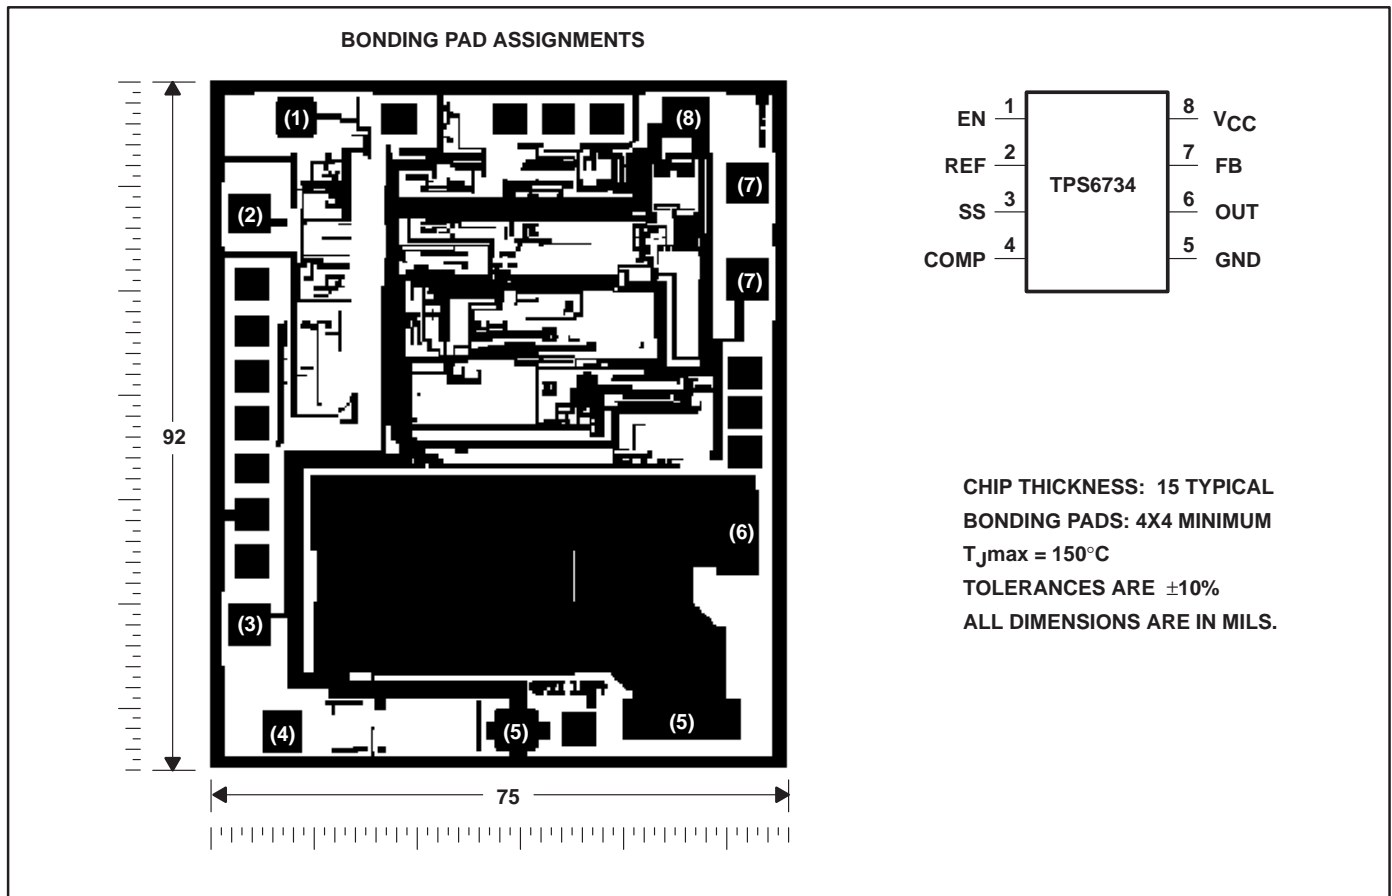 BONDING PAD ASSIGNMENTS
(1)
(8)
(7)
(2)
(7)
92
(6)
(3)
(4)
(5)
(5)
75
EN 1
REF 2
SS 3
COMP 4
TPS6734
8 VCC
7 FB
6 OUT
5 GND
CHIP THICKNESS: 15 TYPICAL
BONDING PADS: 4X4 MINIMUM
TJmax = 150°C
TOLERANCES ARE ±10%
ALL DIMENSIONS ARE IN MILS.